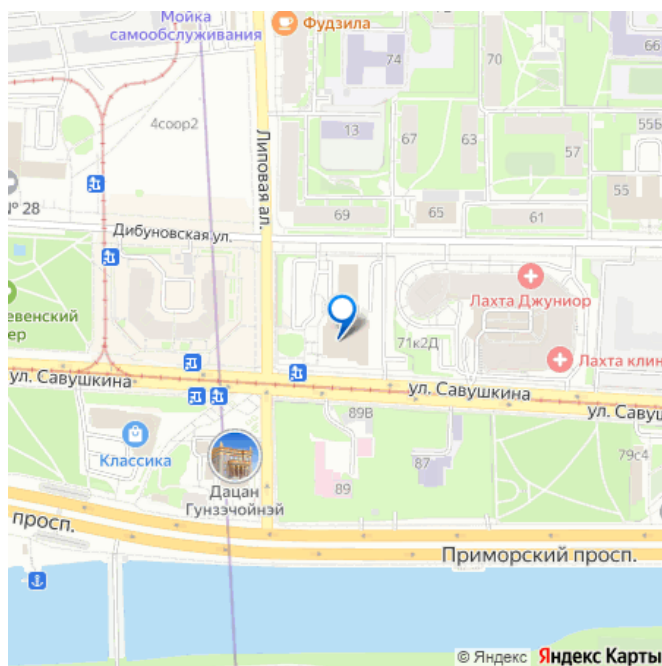 Мойка
самообслуживания
Фудзила
74
70
66
4соор2
Липовая ал.
13
67
63
57
55Б
55
№ 28
69
65
61
Дибуновская ул.
евенский
ер
Лахта Джуниор
71к2Д
Лахта клин
ул. Савушкина
ул. Савушкина
ул. Савуш
89В
Классика
89
87
79с4
Дацан
Гунзэчойнэй
просп.
Приморский просп.
© Яндекс Яндекс Карты